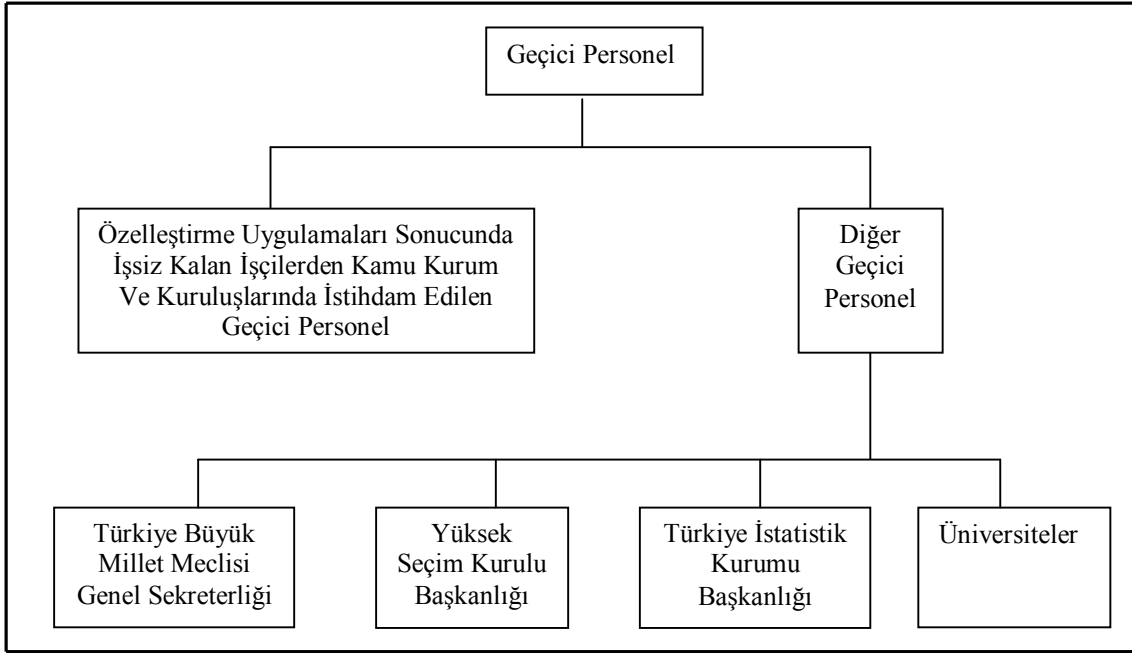 Geçici Personel
Özelleştirme Uygulamaları Sonucunda
İşsiz Kalan İşçilerden Kamu Kurum
Ve Kuruluşlarında İstihdam Edilen
Geçici Personel
Diğer
Geçici
Personel
Türkiye Büyük
Millet Meclisi
Genel Sekreterliği
Yüksek
Seçim Kurulu
Başkanlığı
Türkiye İstatistik
Kurumu
Başkanlığı
Üniversiteler